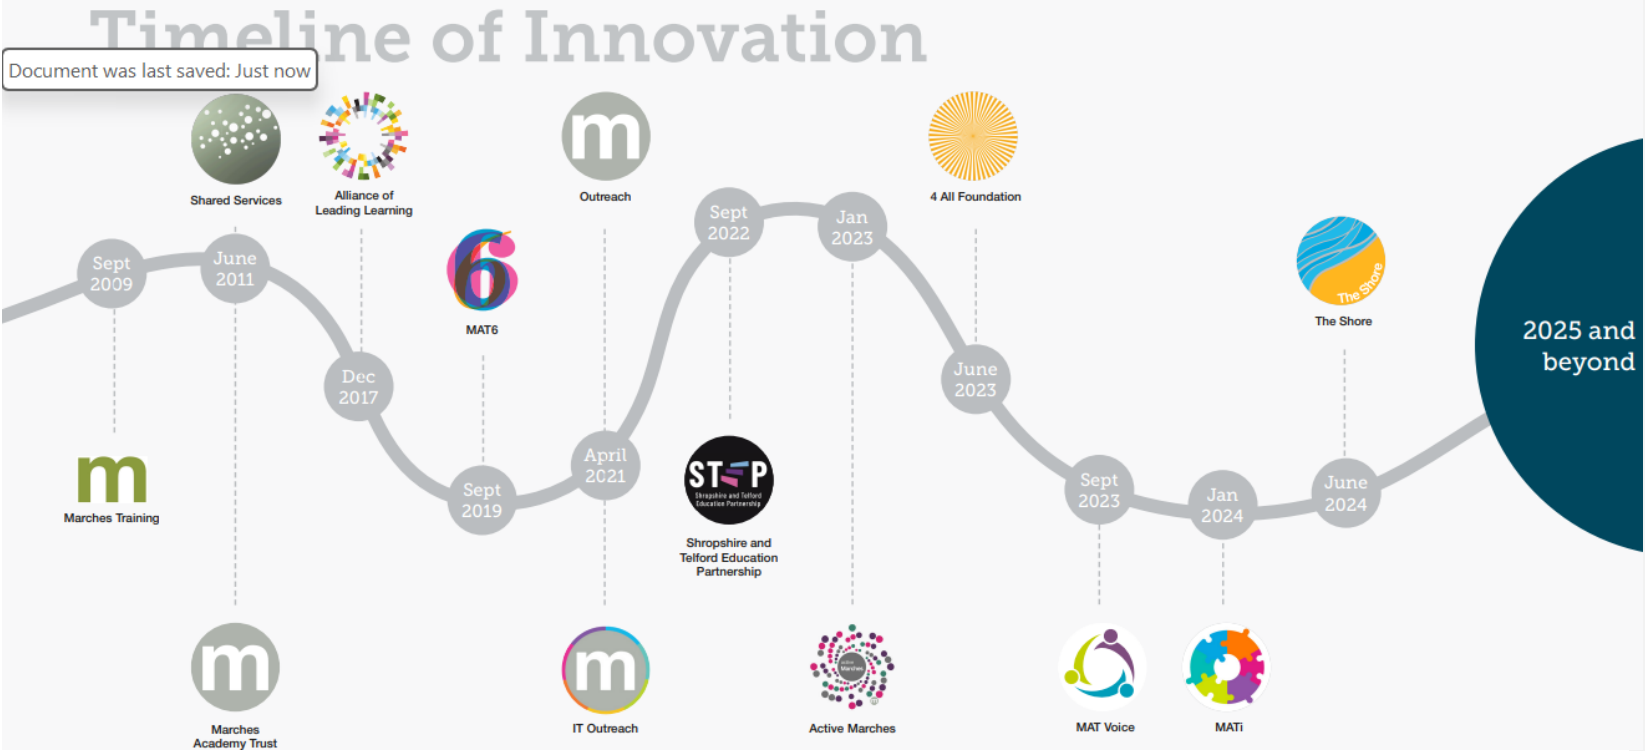 Timeline of Innovation
Document was last saved: Just now
Shared Services
Alliance of
Leading Learning
m
Outreach
4 All Foundation
Sept
2009
June
2011
6
MAT6
Sept
2022
Jan
2023
The Shore
The Shore
2025 and
beyond
Dec
2017
June
2023
m
Marches Training
Sept
2019
April
2021
STEP
Shropshire and Telford
Education Partnership
Shropshire and
Telford Education
Partnership
Sept
2023
Jan
2024
June
2024
m
Marches
Academy Trust
m
IT Outreach
active
Marches
Active Marches
MAT Voice
MATi